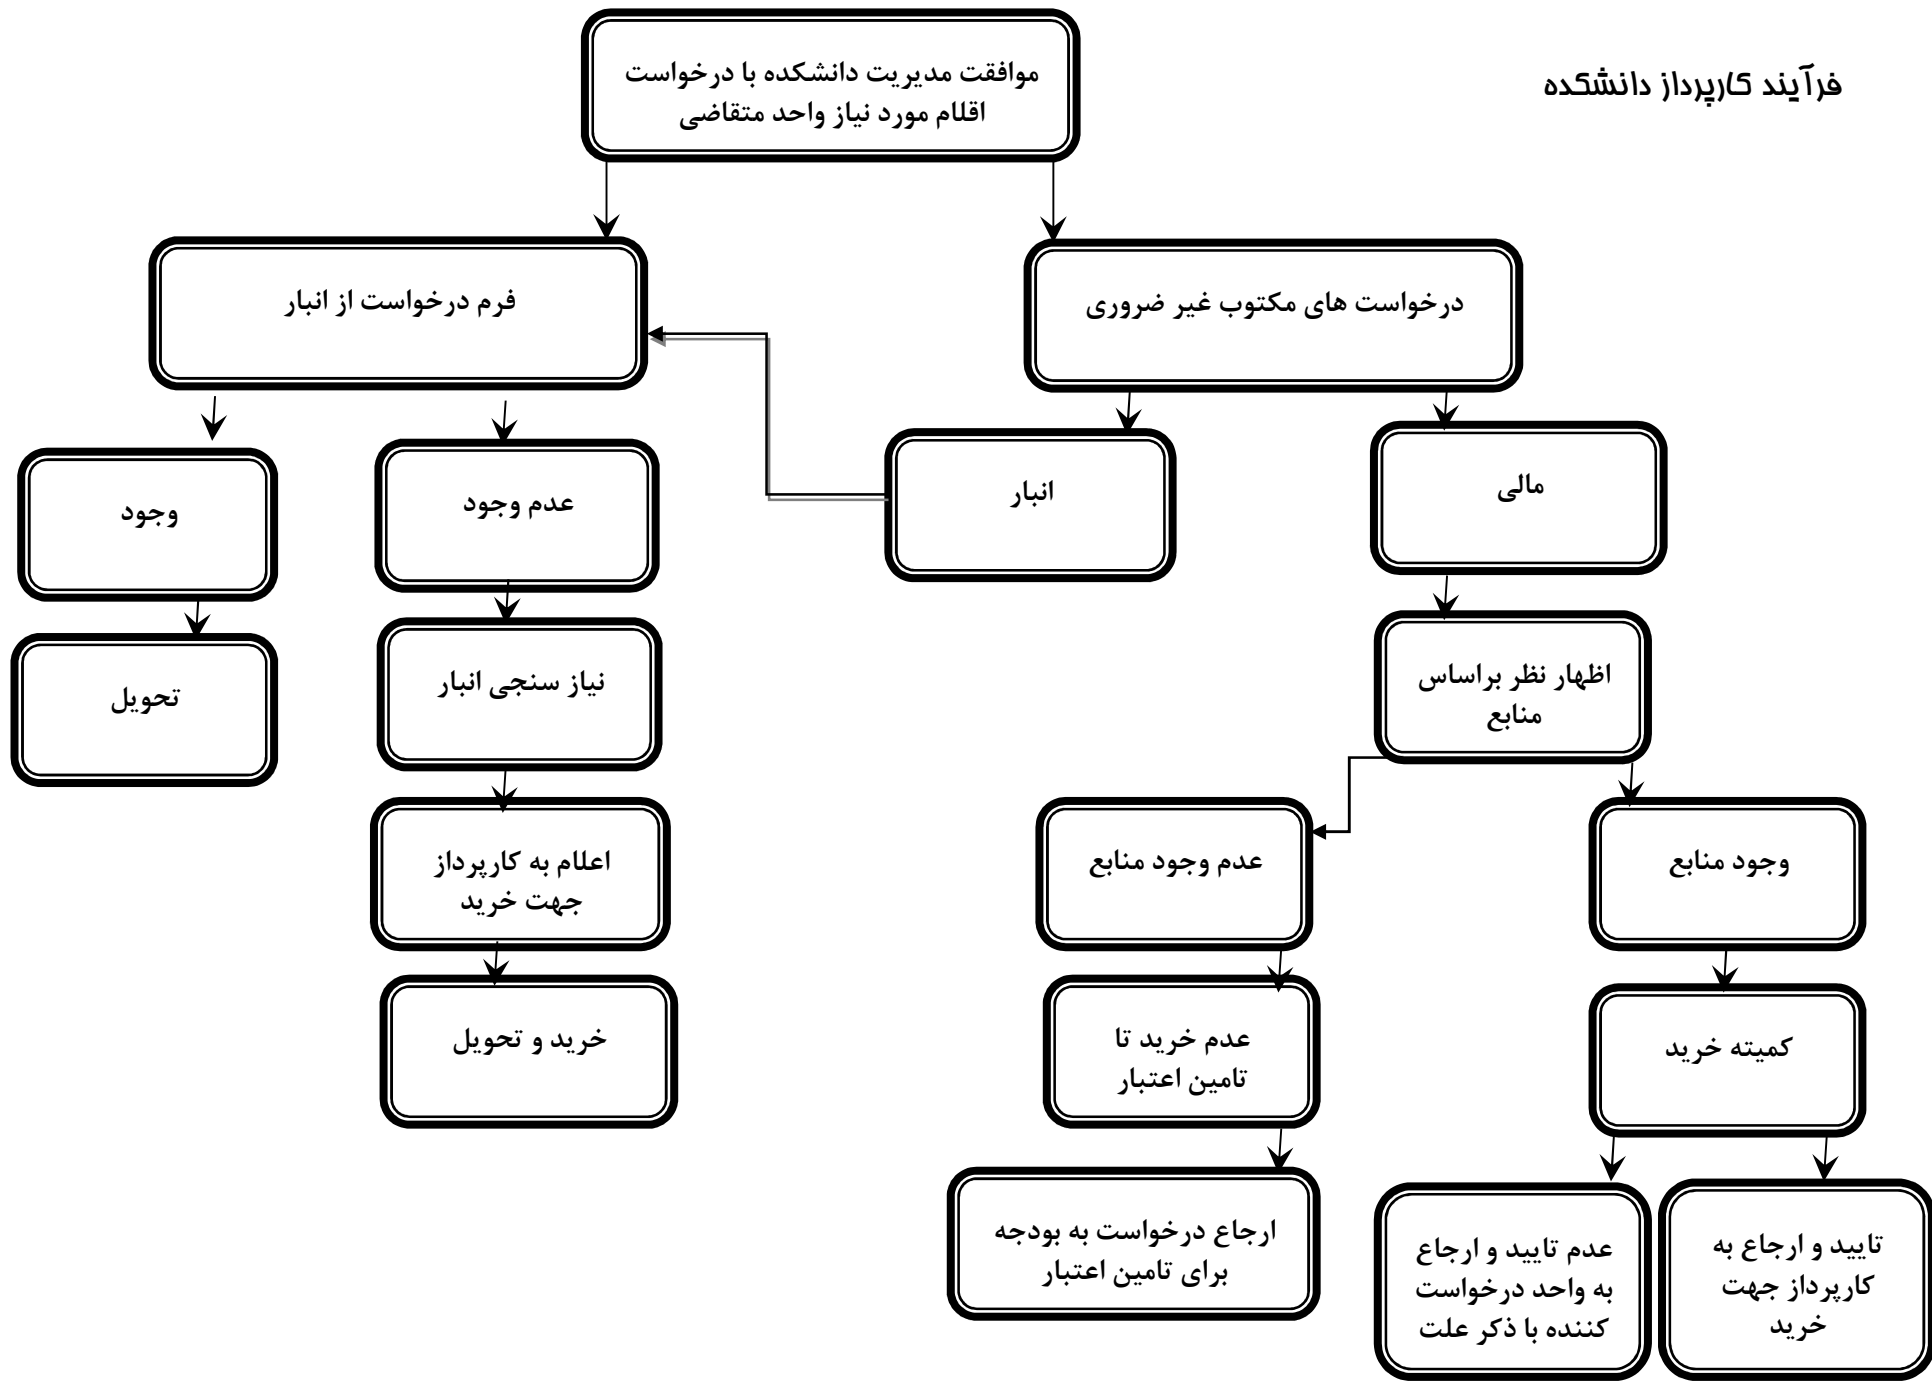 فرآیند کارپرداز دانشکده
موافقت مدیریت دانشکده با درخواست
اقلام مورد نیاز واحد متقاضی
درخواست های مکتوب غیر ضروری
فرم درخواست از انبار
مالی
انبار
عدم وجود
وجود
اظهار نظر براساس
منابع
نیاز سنجی انبار
تحویل
وجود منابع
عدم وجود منابع
اعلام به کارپرداز
جهت خرید
کمیته خرید
عدم خرید تا
تامین اعتبار
خرید و تحویل
تایید و ارجاع به
کارپرداز جهت
خرید
عدم تایید و ارجاع
به واحد درخواست
کننده با ذکر علت
ارجاع درخواست به بودجه
برای تامین اعتبار